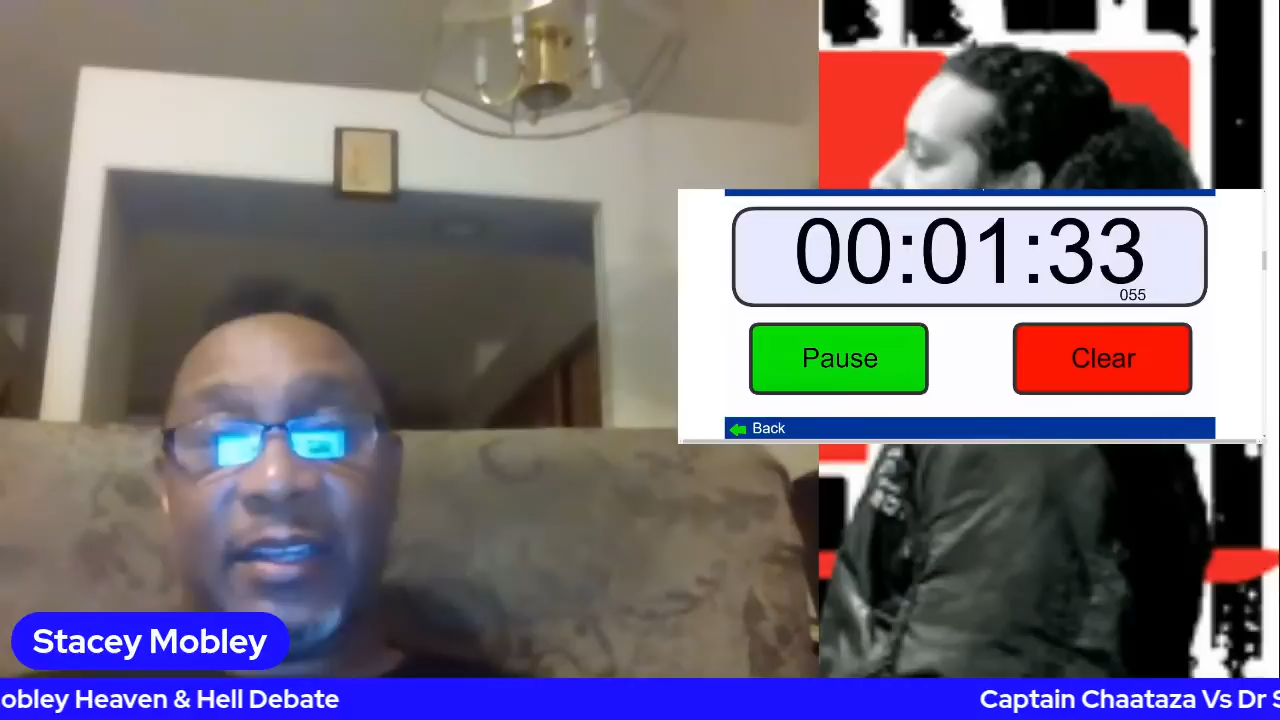 00:01:33
055
Pause
Clear
Back
Stacey Mobley
obley Heaven & Hell Debate
Captain Chaataza Vs Dr S